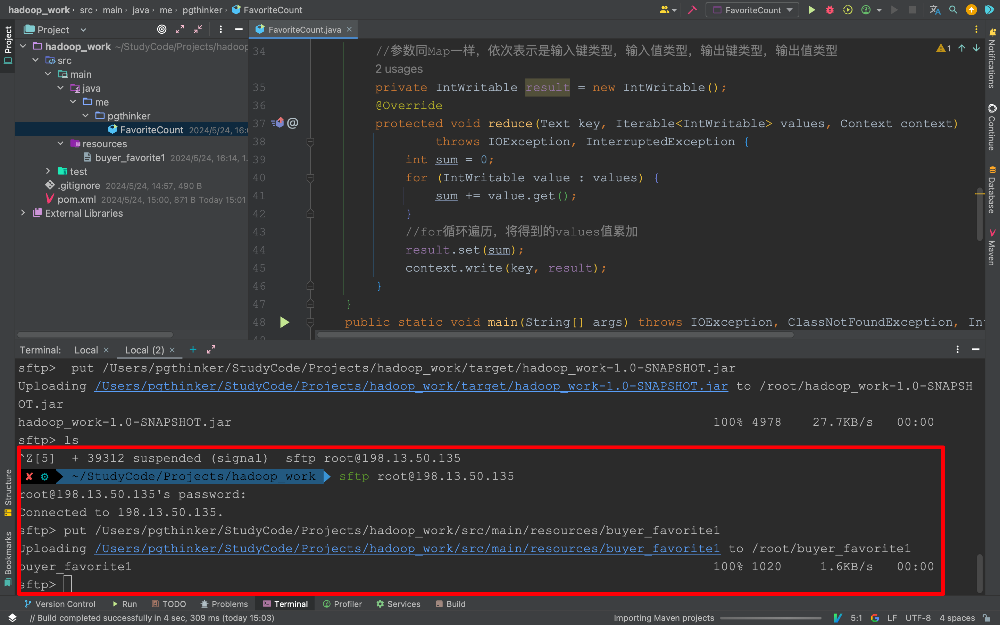 hadoop_work › src › main › java › me › pgthinker › FavoriteCount
FavoriteCount
Project
FavoriteCount.java
Project
hadoop_work ~/StudyCode/Projects/hadoop
src
main
java
me
pgthinker
FavoriteCount 2024/5/24, 16:
resources
buyer_favorite1 2024/5/24, 16:14, 1.
test
.gitignore 2024/5/24, 14:57, 490 B
pom.xml 2024/5/24, 15:00, 871 B Today 15:01
External Libraries
34 //参数同Map一样，依次表示是输入键类型，输入值类型，输出键类型，输出值类型
1
2 usages
35 private IntWritable result = new IntWritable();
36 @Override
37 @ protected void reduce(Text key, Iterable<IntWritable> values, Context context)
38 throws IOException, InterruptedException {
39 int sum = 0;
40 for (IntWritable value : values) {
41 sum += value.get();
42 }
43 //for循环遍历，将得到的values值累加
44 result.set(sum);
45 context.write(key, result);
46 }
47 }
48 public static void main(String[] args) throws IOException, ClassNotFoundException, In
49
Notifications
Continue
Database
Maven
Terminal: Local Local (2)
sftp>  put /Users/pgthinker/StudyCode/Projects/hadoop_work/target/hadoop_work-1.0-SNAPSHOT.jar
Uploading /Users/pgthinker/StudyCode/Projects/hadoop_work/target/hadoop_work-1.0-SNAPSHOT.jar to /root/hadoop_work-1.0-SNAPSH
OT.jar
hadoop_work-1.0-SNAPSHOT.jar 100% 4978 27.7KB/s 00:00
sftp> ls
^Z[5]  + 39312 suspended (signal)  sftp root@198.13.50.135
✘ ⚙ ~/StudyCode/Projects/hadoop_work sftp root@198.13.50.135
root@198.13.50.135's password:
Connected to 198.13.50.135.
sftp> put /Users/pgthinker/StudyCode/Projects/hadoop_work/src/main/resources/buyer_favorite1
Uploading /Users/pgthinker/StudyCode/Projects/hadoop_work/src/main/resources/buyer_favorite1 to /root/buyer_favorite1
buyer_favorite1 100% 1020 1.6KB/s 00:00
sftp>
Structure
Bookmarks
Version Control Run TODO Problems Terminal Profiler Services Build
// Build completed successfully in 4 sec, 309 ms (today 15:03) Importing Maven projects 5:1 LF UTF-8 4 spaces